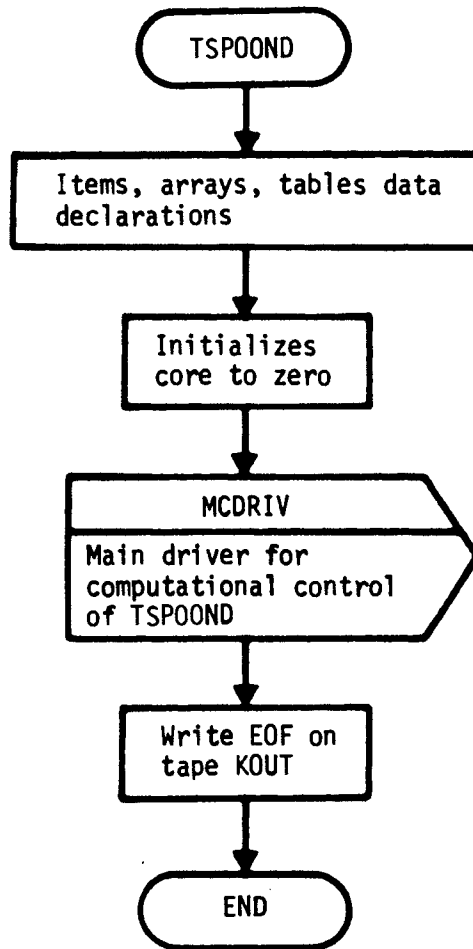 TSPOOND
Items, arrays, tables data
declarations
Initializes
core to zero
MCDRIV
Main driver for
computational control
of TSPOOND
Write EOF on
tape KOUT
END